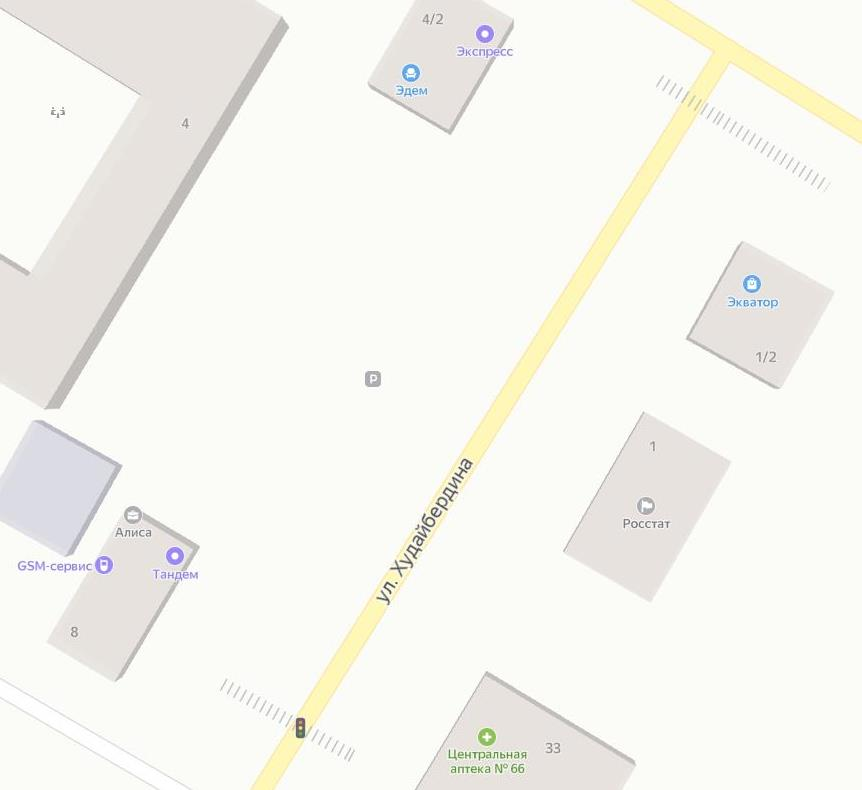 4/2
Экспресс
Эдем
4
Экватор
1/2
P
1
Росстат
ул. Худайбердина
Алиса
GSM-сервис
Тандем
8
33
Центральная
аптека № 66